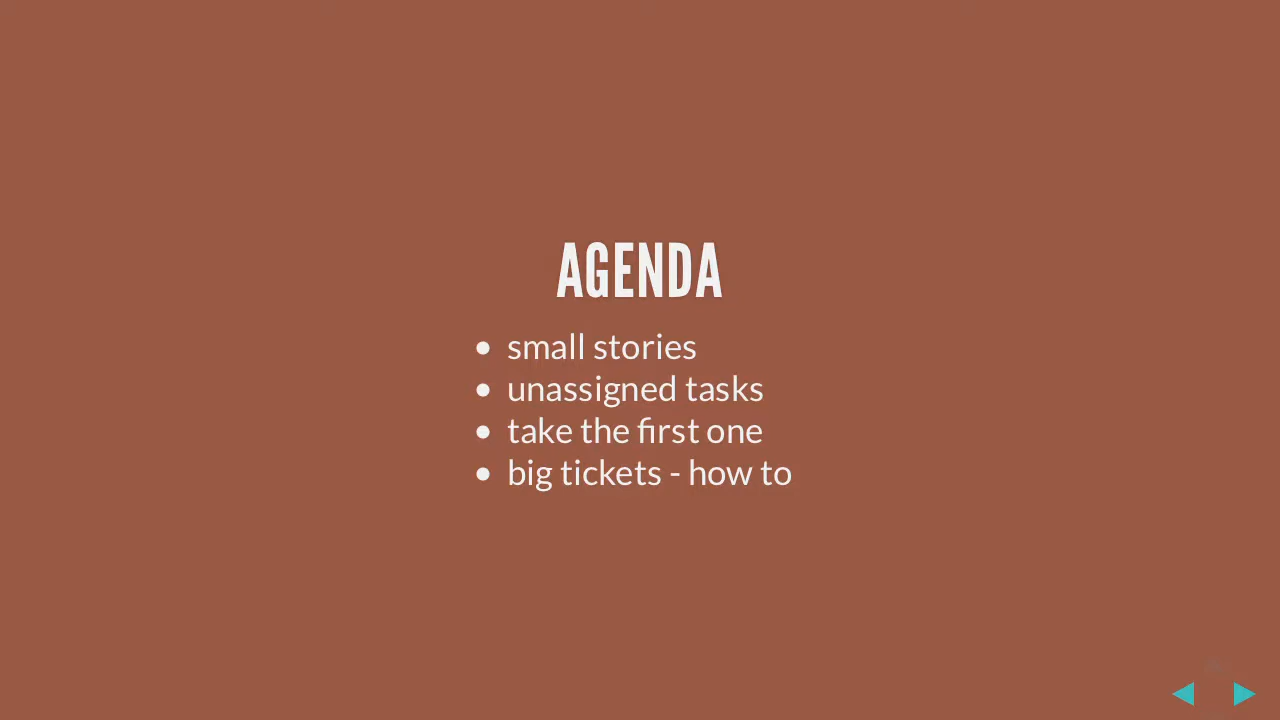 AGENDA
• small stories
• unassigned tasks
• take the first one
• big tickets - how to